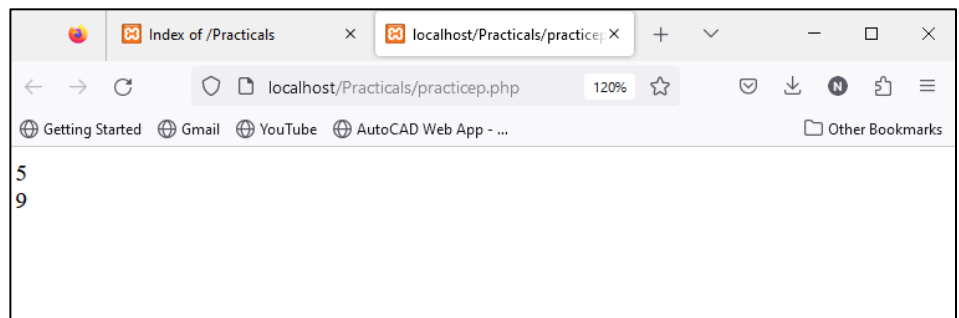 Index of /Practicals
localhost/Practicals/practicep
localhost/Practicals/practicep.php 120% N
Getting Started Gmail YouTube AutoCAD Web App - ... Other Bookmarks
5
9